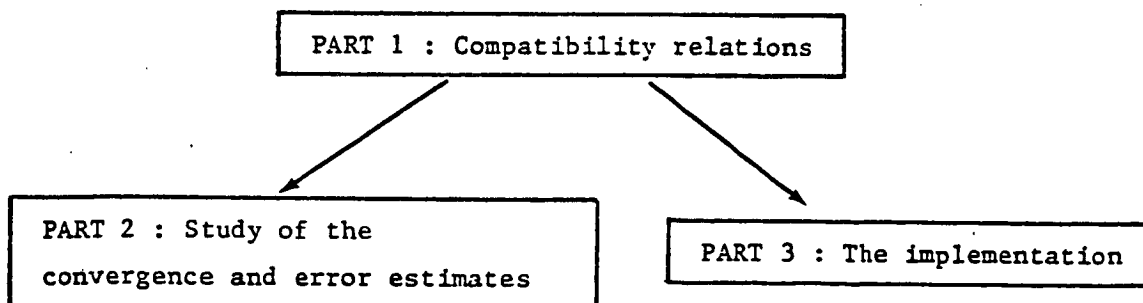 PART 1 : Compatibility relations
PART 2 : Study of the
convergence and error estimates
PART 3 : The implementation